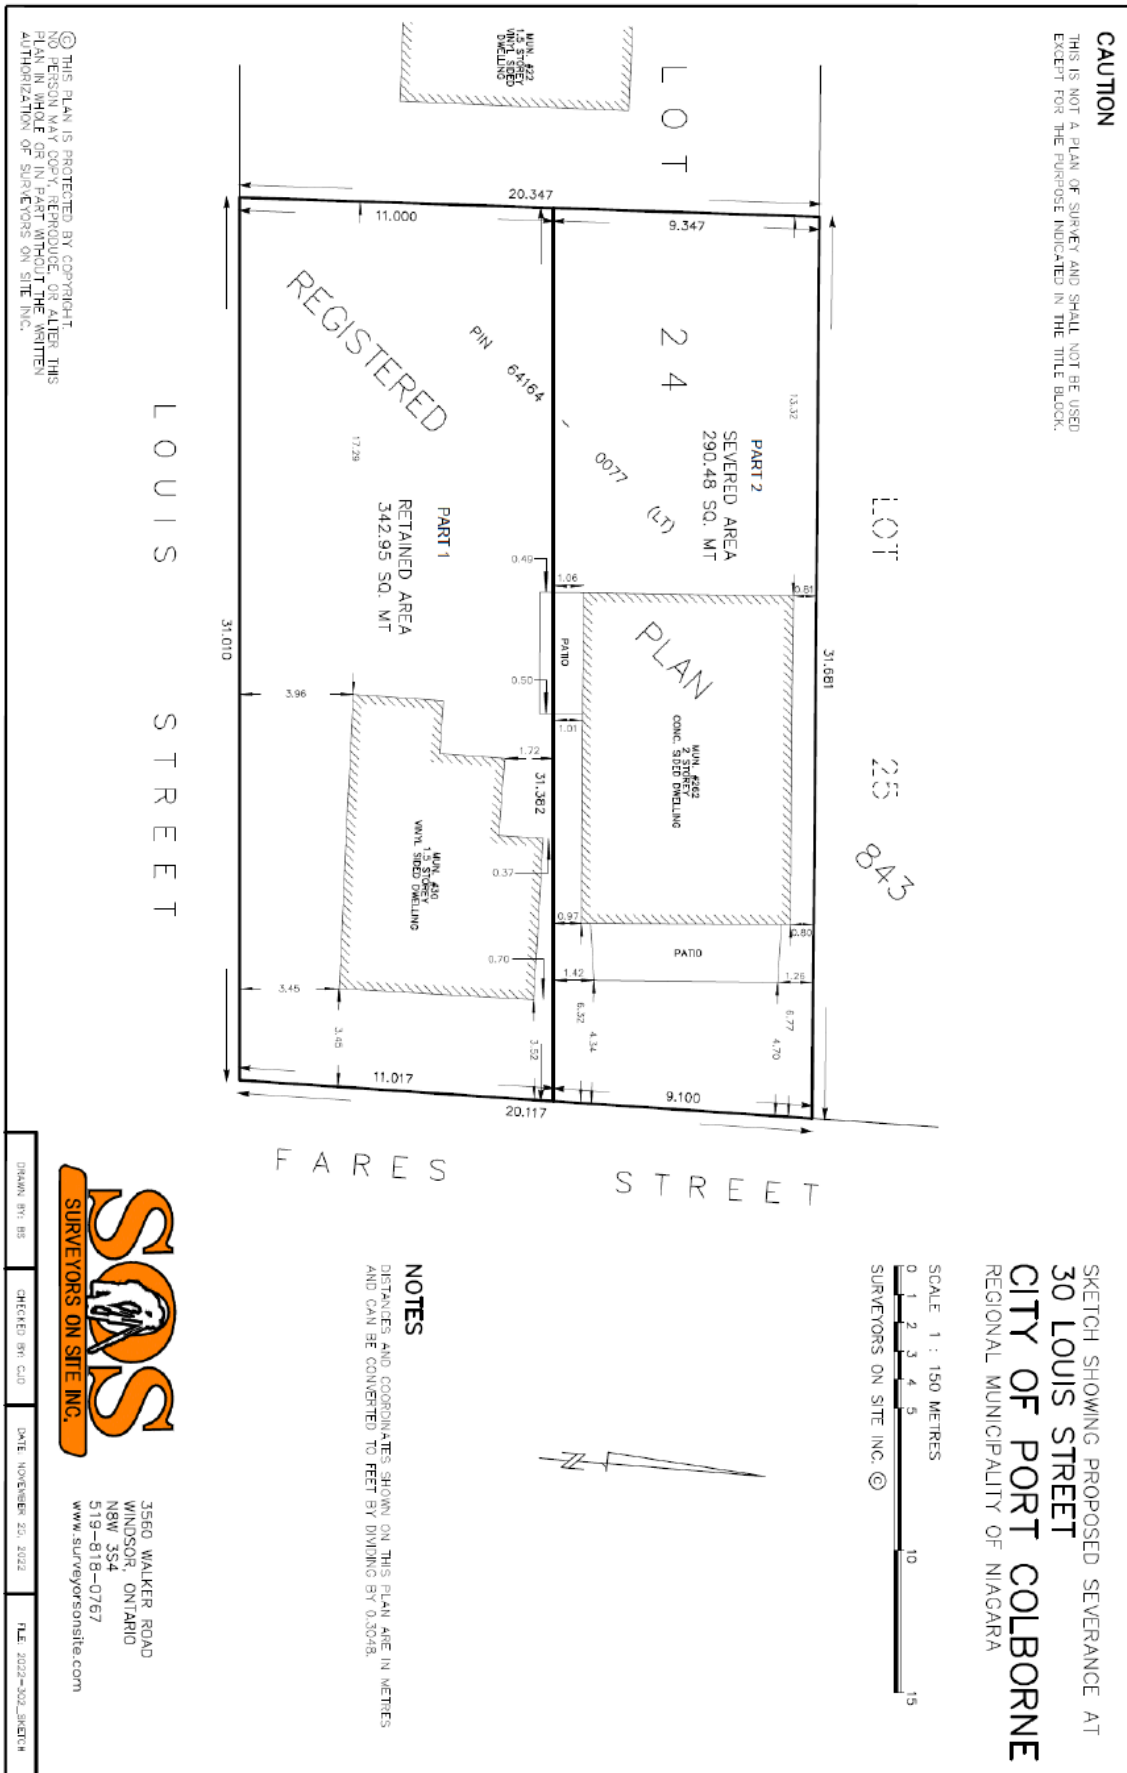 CAUTION
THIS IS NOT A PLAN OF SURVEY AND SHALL NOT BE USED
EXCEPT FOR THE PURPOSE INDICATED IN THE TITLE BLOCK.
SKETCH SHOWING PROPOSED SEVERANCE AT
30 LOUIS STREET
CITY OF PORT COLBORNE
REGIONAL MUNICIPALITY OF NIAGARA
SCALE 1 : 150 METRES
0 1 2 3 4 5 10 15
SURVEYORS ON SITE INC. ©
LOT 25
843
31.681
LOT
24
MUN. #22
1.5 STOREY
VINYL SIDED
DWELLING
20.347
9.347
11.000
13.32
PART 2
SEVERED AREA
290.48 SQ. MT
PIN 64164 - 0077 (LT)
REGISTERED
PLAN
0.81
1.06
0.49
PATIO
0.50
1.01
MUN. #262
2 STOREY
CONC. SIDED DWELLING
0.80
0.97
PATIO
1.42
1.26
6.32
4.34
6.77
4.70
9.100
31.382
17.29
PART 1
RETAINED AREA
342.95 SQ. MT
3.96
1.72
0.37
MUN. #30
1.5 STOREY
VINYL SIDED DWELLING
0.70
3.45
3.45
3.52
11.017
20.117
31.010
FARES STREET
LOUIS STREET
NOTES
DISTANCES AND COORDINATES SHOWN ON THIS PLAN ARE IN METRES
AND CAN BE CONVERTED TO FEET BY DIVIDING BY 0.3048.
N
© THIS PLAN IS PROTECTED BY COPYRIGHT.
NO PERSON MAY COPY, REPRODUCE, OR ALTER THIS
PLAN IN WHOLE OR IN PART WITHOUT THE WRITTEN
AUTHORIZATION OF SURVEYORS ON SITE INC.
SOS
SURVEYORS ON SITE INC.
3560 WALKER ROAD
WINDSOR, ONTARIO
N8W 3S4
519-818-0767
www.surveyorsonsite.com
DRAWN BY: BS
CHECKED BY: CJD
DATE: NOVEMBER 25, 2022
FILE: 2022-302_SKETCH